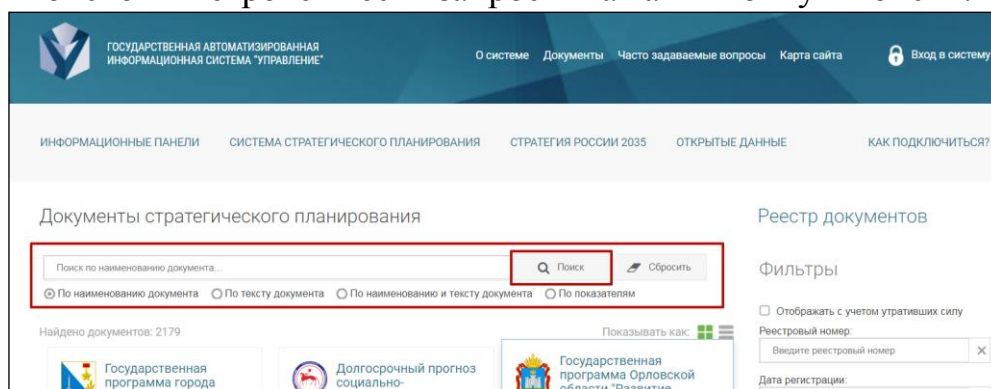 ГОСУДАРСТВЕННАЯ АВТОМАТИЗИРОВАННАЯ
ИНФОРМАЦИОННАЯ СИСТЕМА "УПРАВЛЕНИЕ"
О системе Документы Часто задаваемые вопросы Карта сайта Вход в систему
ИНФОРМАЦИОННЫЕ ПАНЕЛИ СИСТЕМА СТРАТЕГИЧЕСКОГО ПЛАНИРОВАНИЯ СТРАТЕГИЯ РОССИИ 2035 ОТКРЫТЫЕ ДАННЫЕ КАК ПОДКЛЮЧИТЬСЯ?
Документы стратегического планирования
Реестр документов
Поиск по наименованию документа...
Поиск
Сбросить
По наименованию документа По тексту документа По наименованию и тексту документа По показателям
Фильтры
Отображать с учетом утративших силу
Найдено документов: 2179
Показывать как:
Реестровый номер:
Введите реестровый номер
Дата регистрации:
Государственная
программа города
Долгосрочный прогноз
социально-
Государственная
программа Орловской
области "Развитие